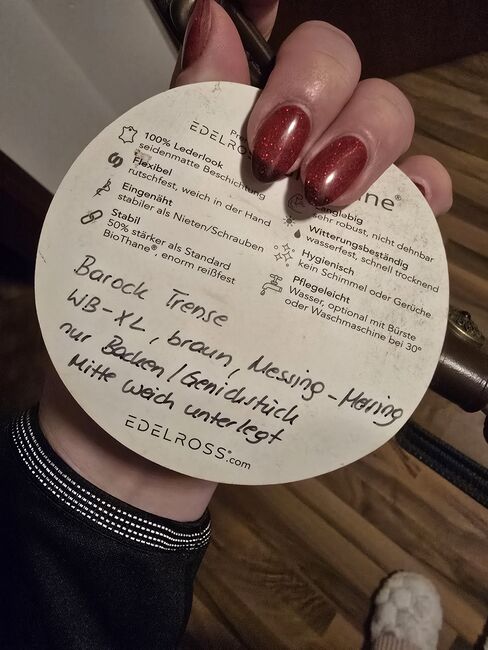 EDELROSS
100% Lederlook
seidenmatte Beschichtung
Flexibel
rutschfest, weich in der Hand
Eingenäht
stabiler als Nieten/Schrauben
Stabil
50% stärker als Standard
BioThane®, enorm reißfest
sehr robust, nicht dehnbar
Witterungsbeständig
wasserfest, schnell trocknend
Hygienisch
kein Schimmel oder Gerüche
Pflegeleicht
Wasser, optional mit Bürste
oder Waschmaschine bei 30°
Barock Trense
WB-XL, braun, Messing-
nur Backen/Genickstück
Mitte weich unterlegt
EDELROSS.com